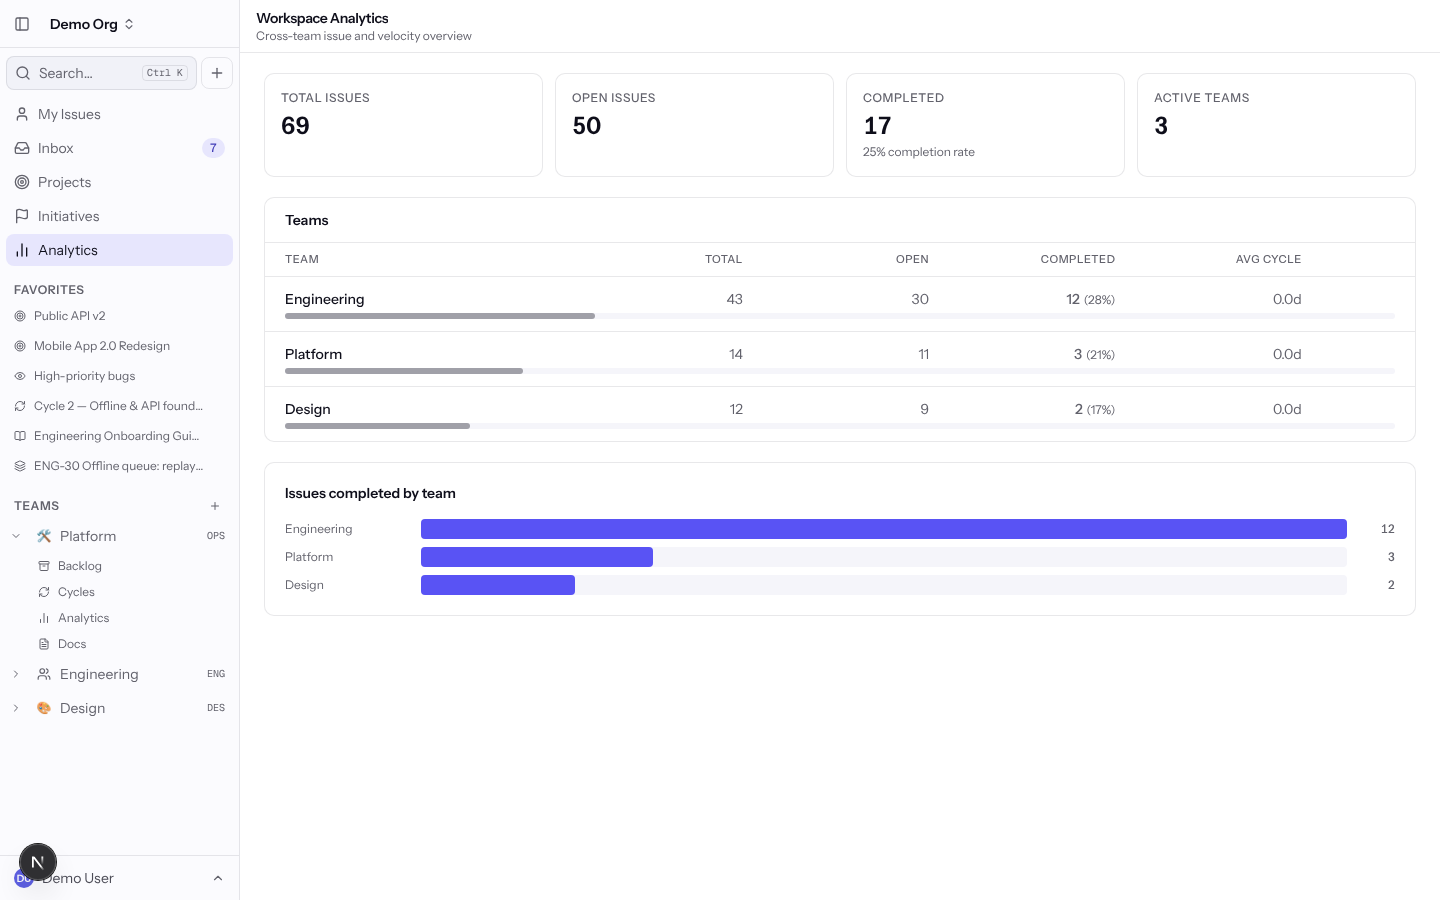 Demo Org
Search...
Ctrl K
My Issues
Inbox
7
Projects
Initiatives
Analytics
FAVORITES
Public API v2
Mobile App 2.0 Redesign
High-priority bugs
Cycle 2 — Offline & API found...
Engineering Onboarding Gui...
ENG-30 Offline queue: replay...
TEAMS
Platform
OPS
Backlog
Cycles
Analytics
Docs
Engineering
ENG
Design
DES
N
Demo User
Workspace Analytics
Cross-team issue and velocity overview
TOTAL ISSUES
69
OPEN ISSUES
50
COMPLETED
17
25% completion rate
ACTIVE TEAMS
3
Teams
TEAM TOTAL OPEN COMPLETED AVG CYCLE
Engineering 43 30 12 (28%) 0.0d
Platform 14 11 3 (21%) 0.0d
Design 12 9 2 (17%) 0.0d
Issues completed by team
Engineering 12
Platform 3
Design 2